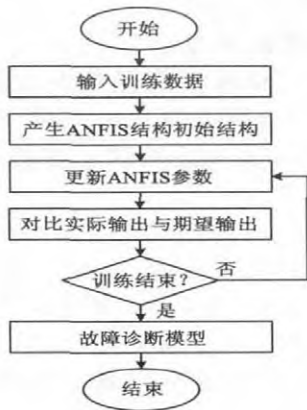 开始
输入训练数据
产生ANFIS结构初始结构
更新ANFIS参数
对比实际输出与期望输出
训练结束？
否
是
故障诊断模型
结束